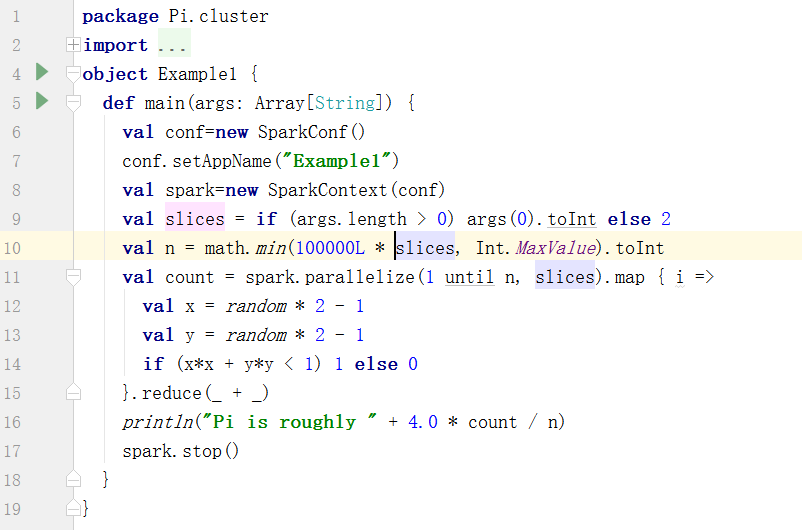 1 package Pi.cluster
2 import ...
4 object Example1 {
5 def main(args: Array[String]) {
6 val conf=new SparkConf()
7 conf.setAppName("Example1")
8 val spark=new SparkContext(conf)
9 val slices = if (args.length > 0) args(0).toInt else 2
10 val n = math.min(100000L * slices, Int.MaxValue).toInt
11 val count = spark.parallelize(1 until n, slices).map { i =>
12 val x = random * 2 - 1
13 val y = random * 2 - 1
14 if (x*x + y*y < 1) 1 else 0
15 }.reduce(_ + _)
16 println("Pi is roughly " + 4.0 * count / n)
17 spark.stop()
18 }
19 }